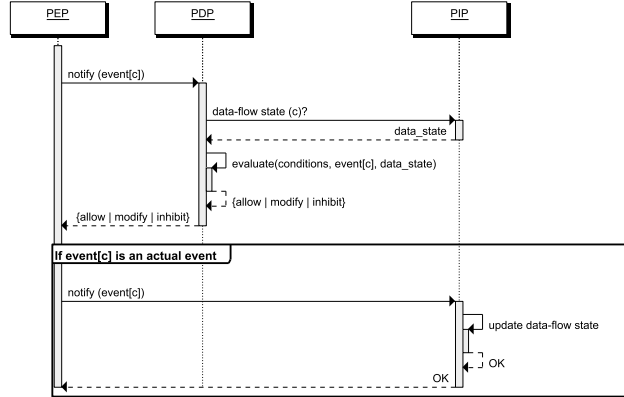 PEP
PDP
PIP
notify (event[c])
data-flow state (c)?
data_state
evaluate(conditions, event[c], data_state)
{allow | modify | inhibit}
{allow | modify | inhibit}
If event[c] is an actual event
notify (event[c])
update data-flow state
OK
OK